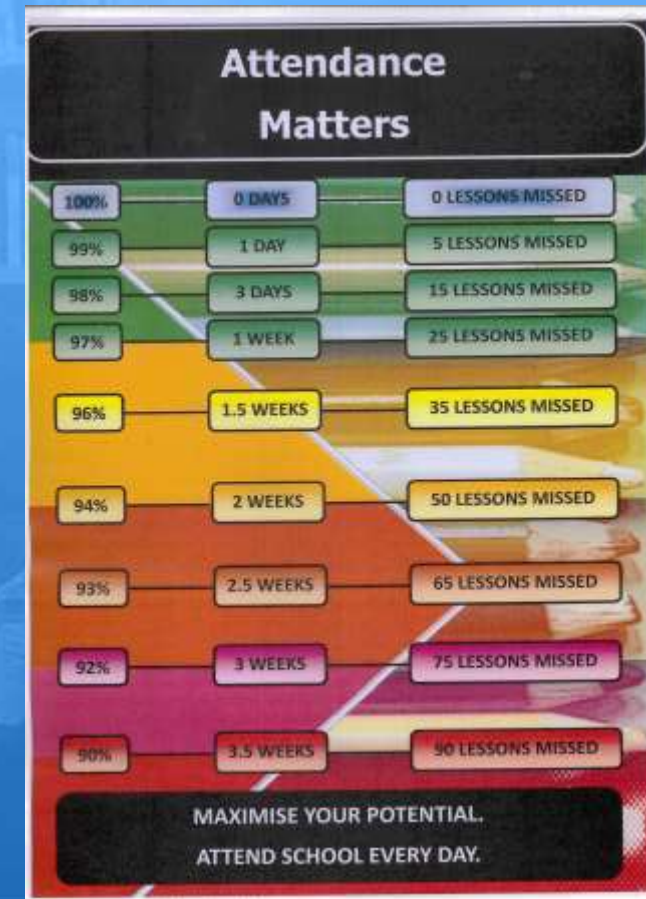 Attendance
Matters
100% 0 DAYS 0 LESSONS MISSED
99% 1 DAY 5 LESSONS MISSED
98% 3 DAYS 15 LESSONS MISSED
97% 1 WEEK 25 LESSONS MISSED
96% 1.5 WEEKS 35 LESSONS MISSED
94% 2 WEEKS 50 LESSONS MISSED
93% 2.5 WEEKS 65 LESSONS MISSED
92% 3 WEEKS 75 LESSONS MISSED
90% 3.5 WEEKS 90 LESSONS MISSED
MAXIMISE YOUR POTENTIAL.
ATTEND SCHOOL EVERY DAY.